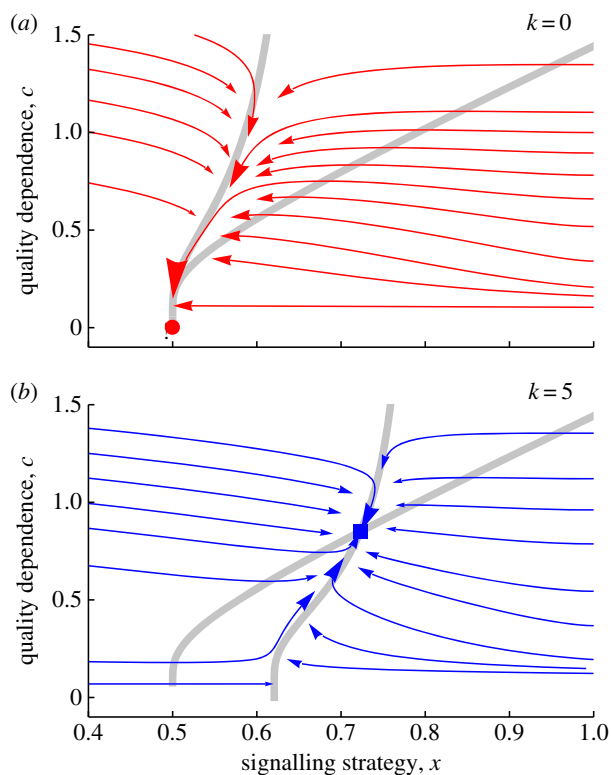 (a)
k = 0
1.5
1.0
0.5
0
quality dependence, c
(b)
k = 5
1.5
1.0
0.5
0
quality dependence, c
0.4 0.5 0.6 0.7 0.8 0.9 1.0
signalling strategy, x